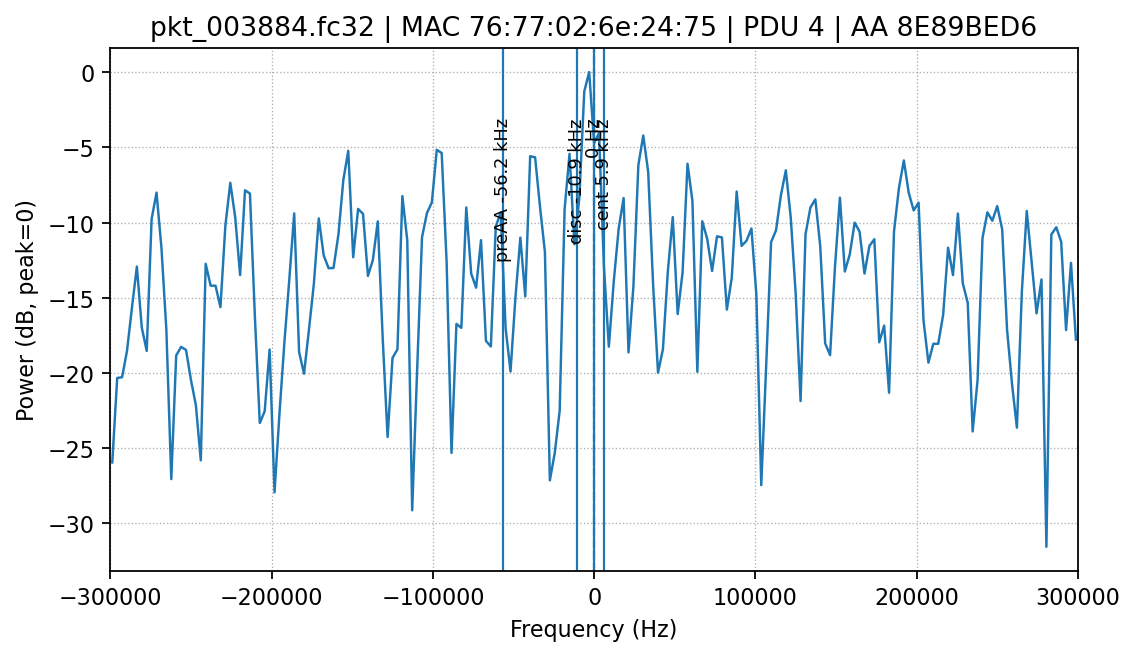 pkt_003884.fc32 | MAC 76:77:02:6e:24:75 | PDU 4 | AA 8E89BED6
Power (dB, peak=0)
0
−5
−10
−15
−20
−25
−30
preAA -56.2 kHz
disc -10.9 kHz
0 Hz
cent 5.9 kHz
−300000
−200000
−100000
0
100000
200000
300000
Frequency (Hz)